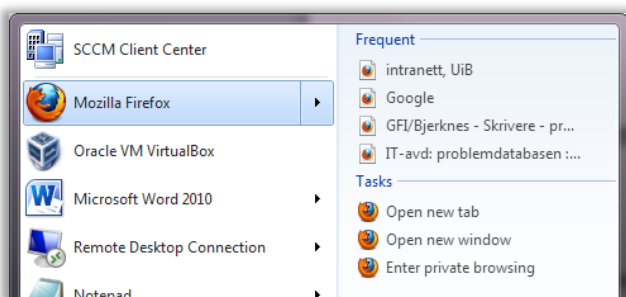 SCCM Client Center
Mozilla Firefox
Oracle VM VirtualBox
Microsoft Word 2010
Remote Desktop Connection
Notepad
Frequent
intranett, UiB
Google
GFI/Bjerknes - Skrivere - pr...
IT-avd: problemdatabasen :...
Tasks
Open new tab
Open new window
Enter private browsing